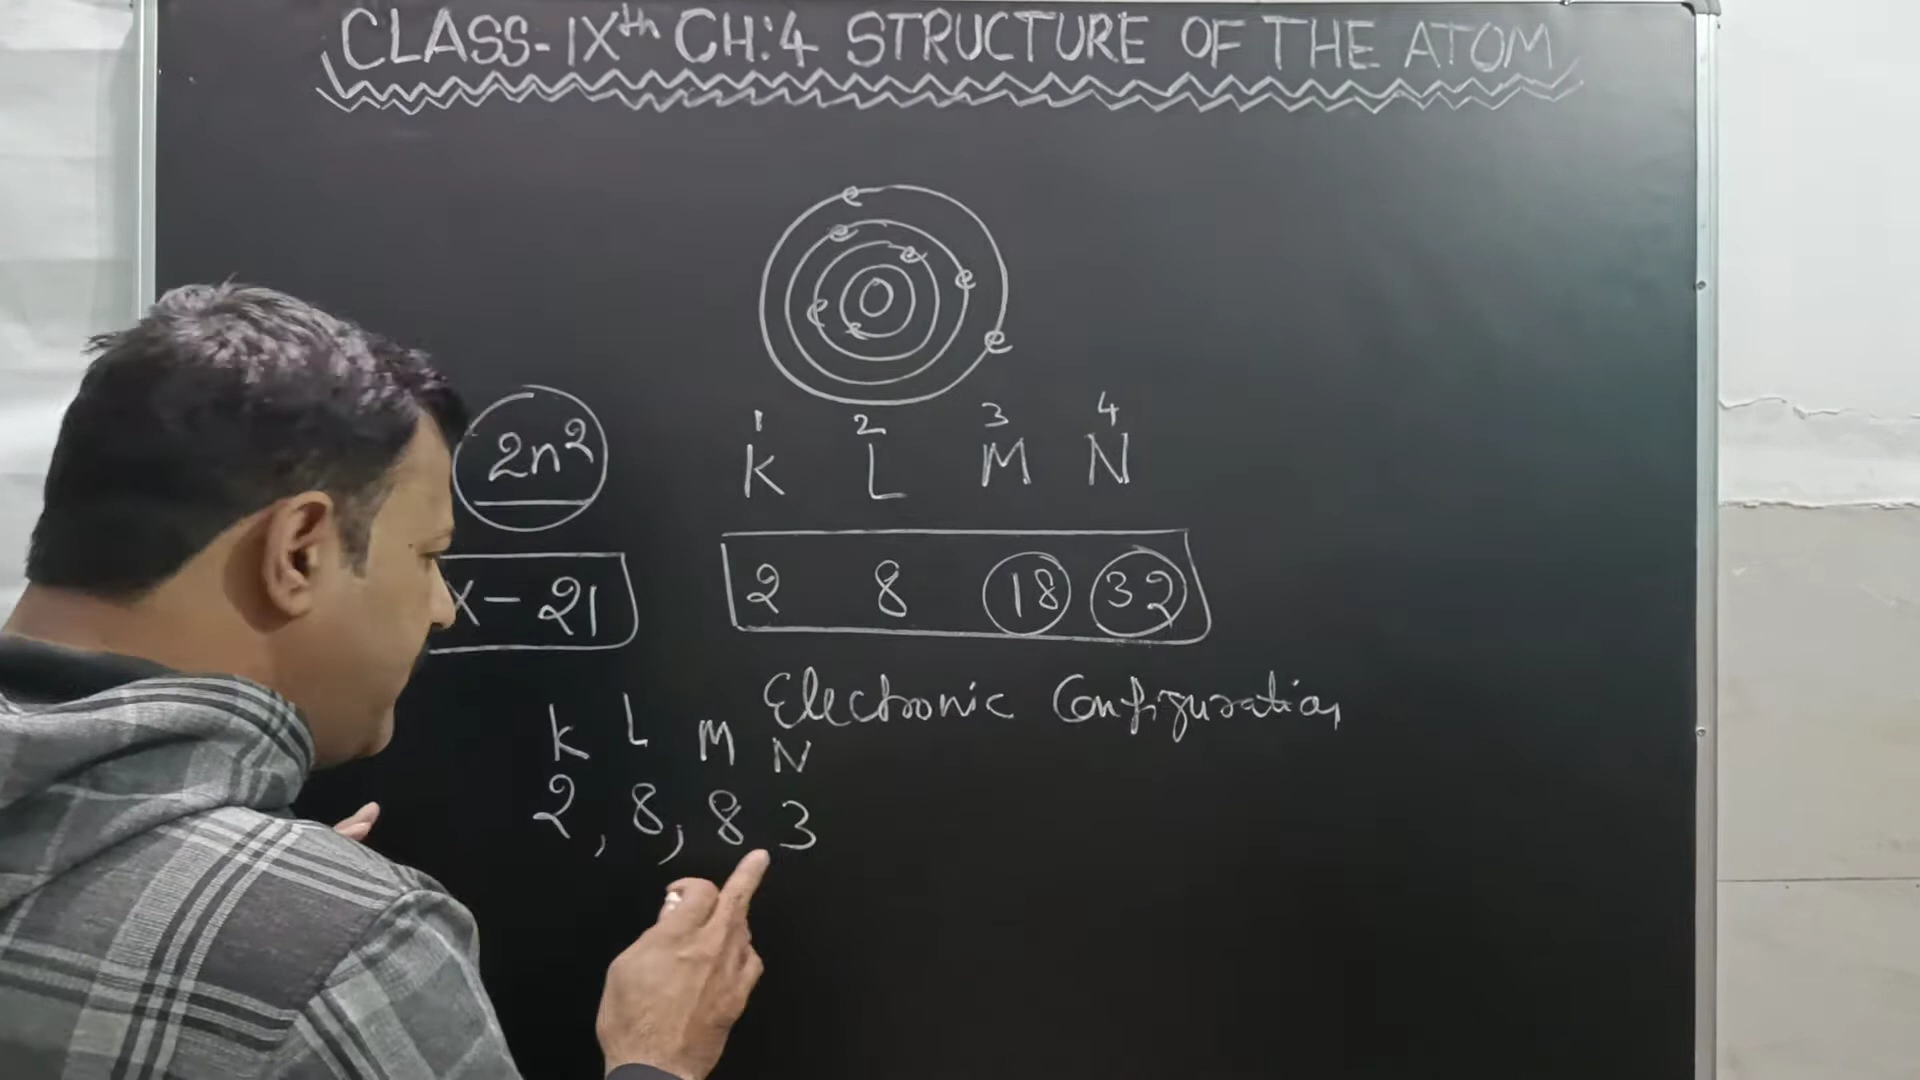 CLASS-IXth CH:4 STRUCTURE OF THE ATOM
e
e
e
e
e
e
e
1 2 3 4
2n² K L M N
X - 21 2 8 18 32
Electronic Configuration
K L M N
2, 8, 8 3